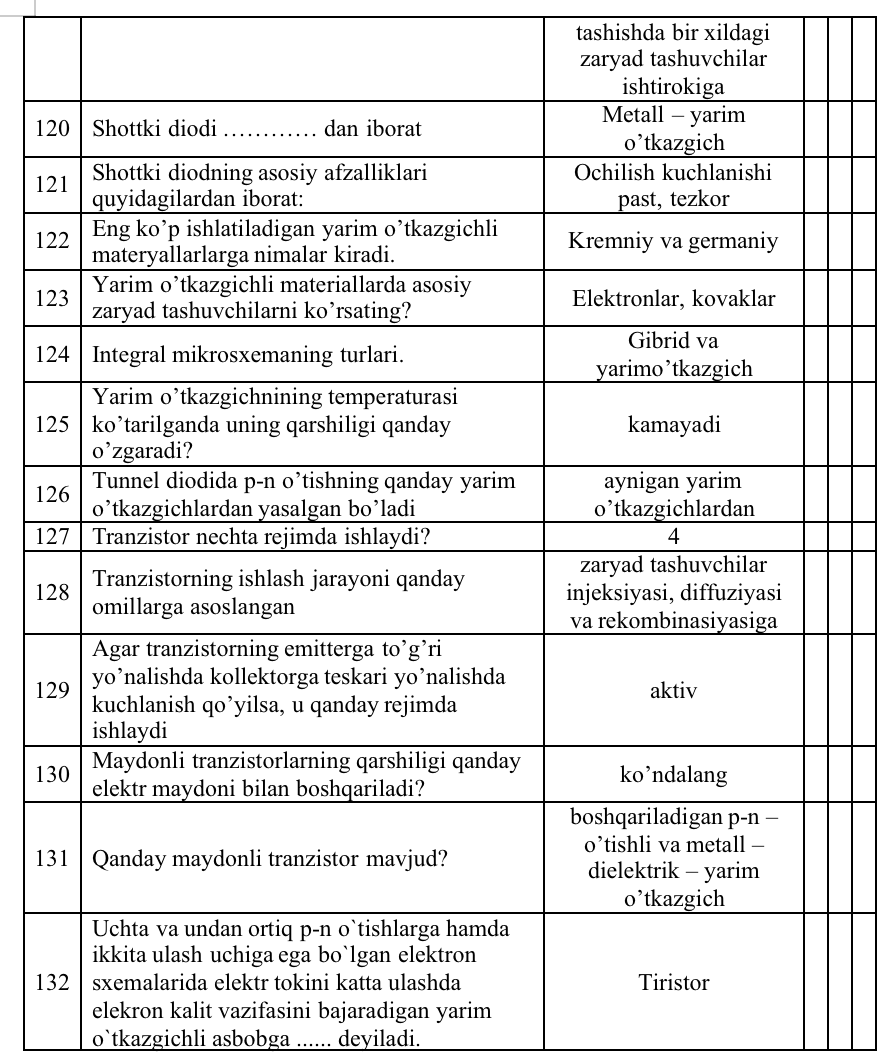 tashishda bir xildagi
zaryad tashuvchilar
ishtirokiga
120
Shottki diodi ………… dan iborat
Metall – yarim
o’tkazgich
121
Shottki diodning asosiy afzalliklari
quyidagilardan iborat:
Ochilish kuchlanishi
past, tezkor
122
Eng ko’p ishlatiladigan yarim o’tkazgichli
materyallarlarga nimalar kiradi.
Kremniy va germaniy
123
Yarim o’tkazgichli materiallarda asosiy
zaryad tashuvchilarni ko’rsating?
Elektronlar, kovaklar
124
Integral mikrosxemaning turlari.
Gibrid va
yarimo’tkazgich
125
Yarim o’tkazgichnining temperaturasi
ko’tarilganda uning qarshiligi qanday
o’zgaradi?
kamayadi
126
Tunnel diodida p-n o’tishning qanday yarim
o’tkazgichlardan yasalgan bo’ladi
aynigan yarim
o’tkazgichlardan
127
Tranzistor nechta rejimda ishlaydi?
4
128
Tranzistorning ishlash jarayoni qanday
omillarga asoslangan
zaryad tashuvchilar
injeksiyasi, diffuziyasi
va rekombinasiyasiga
129
Agar tranzistorning emitterga to’g’ri
yo’nalishda kollektorga teskari yo’nalishda
kuchlanish qo’yilsa, u qanday rejimda
ishlaydi
aktiv
130
Maydonli tranzistorlarning qarshiligi qanday
elektr maydoni bilan boshqariladi?
ko’ndalang
131
Qanday maydonli tranzistor mavjud?
boshqariladigan p-n –
o’tishli va metall –
dielektrik – yarim
o’tkazgich
132
Uchta va undan ortiq p-n o`tishlarga hamda
ikkita ulash uchiga ega bo`lgan elektron
sxemalarida elektr tokini katta ulashda
elekron kalit vazifasini bajaradigan yarim
o`tkazgichli asbobga ...... deyiladi.
Tiristor